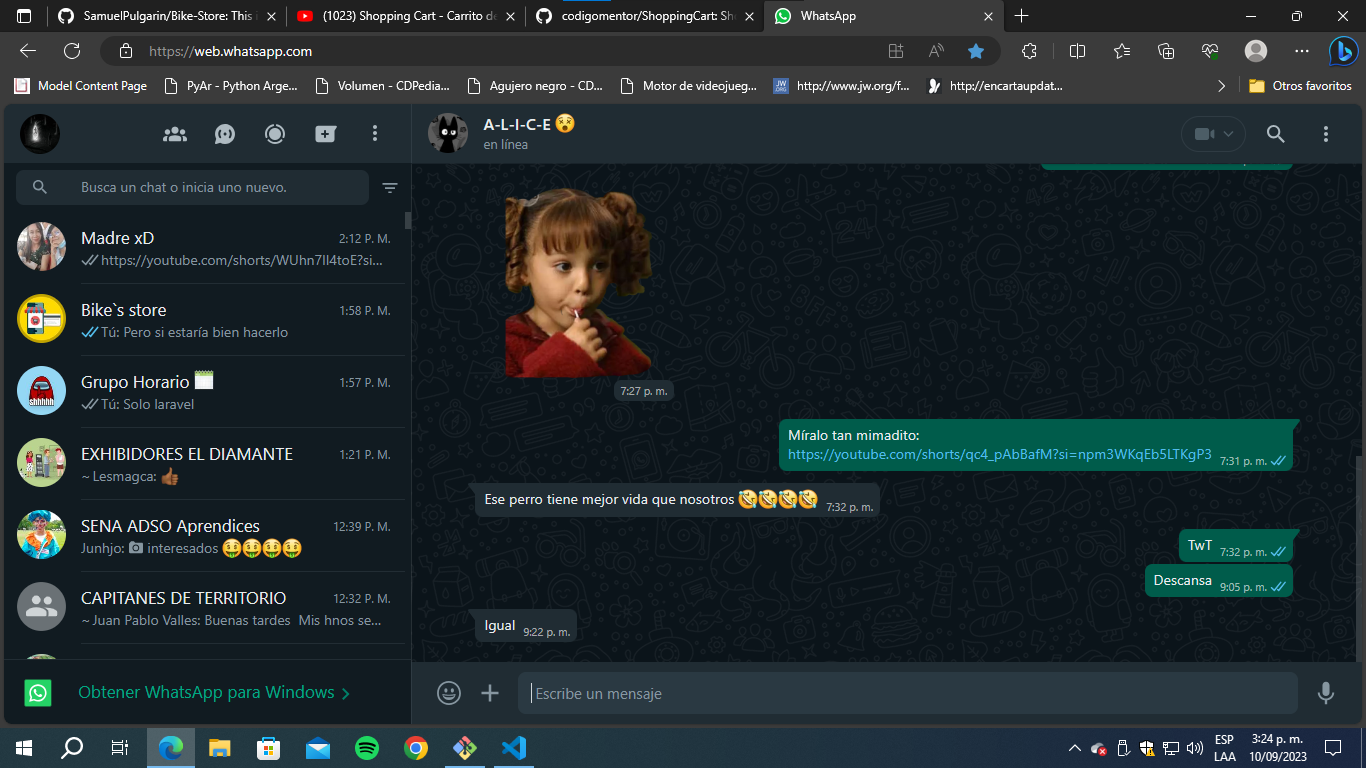 SamuelPulgarin/Bike-Store: This i
(1023) Shopping Cart - Carrito de
codigomentor/ShoppingCart: Sh
WhatsApp
https://web.whatsapp.com
Model Content Page
PyAr - Python Arge...
Volumen - CDPedia...
Agujero negro - CD...
Motor de videojueg...
http://www.jw.org/f...
http://encartaupdat...
Otros favoritos
A-L-I-C-E 😵
en línea
Busca un chat o inicia uno nuevo.
Madre xD
2:12 P. M.
https://youtube.com/shorts/WUhn7II4toE?si...
Bike`s store
1:58 P. M.
Tú: Pero si estaría bien hacerlo
Grupo Horario 🗒️
1:57 P. M.
shhhhh
Tú: Solo laravel
EXHIBIDORES EL DIAMANTE
1:21 P. M.
~ Lesmagca: 👍🏾
SENA ADSO Aprendices
12:39 P. M.
Junhjo: 📷 interesados 🤑🤑🤑🤑
CAPITANES DE TERRITORIO
12:32 P. M.
~ Juan Pablo Valles: Buenas tardes Mis hnos se...
Obtener WhatsApp para Windows
7:27 p. m.
Míralo tan mimadito:
https://youtube.com/shorts/qc4_pAbBafM?si=npm3WKqEb5LTKgP3
7:31 p. m.
Ese perro tiene mejor vida que nosotros 🤣🤣🤣🤣
7:32 p. m.
TwT
7:32 p. m.
Descansa
9:05 p. m.
Igual
9:22 p. m.
Escribe un mensaje
ESP
LAA
3:24 p. m.
10/09/2023